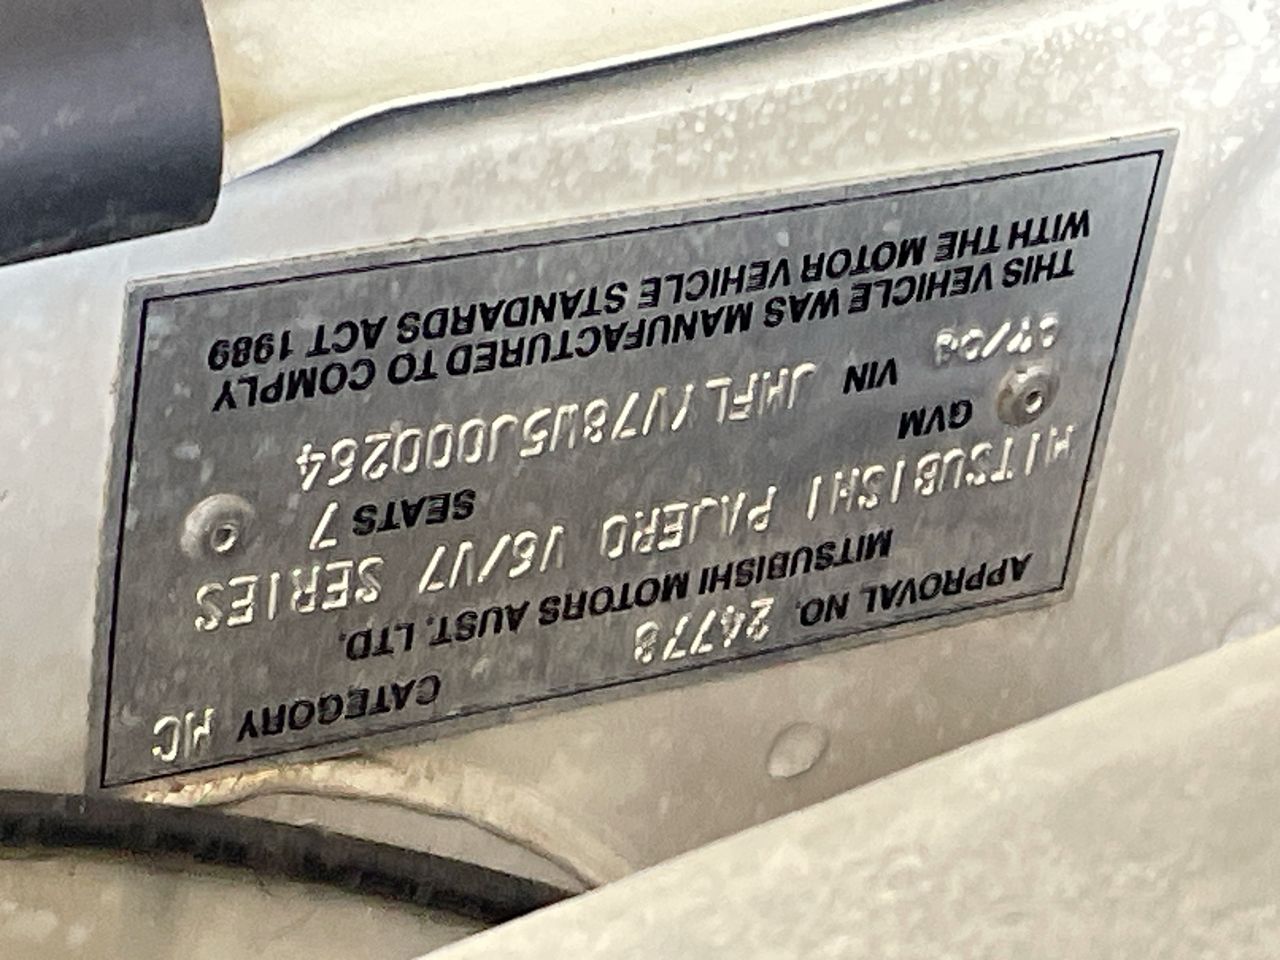 APPROVAL NO. CATEGORY MC
MITSUBISHI MOTORS AUST. LTD.
MITSUBISHI PAJERO V6/V7 SERIES
GVM SEATS 7
VIN JMFLYV78W5J000264
THIS VEHICLE WAS MANUFACTURED TO COMPLY
WITH THE MOTOR VEHICLE STANDARDS ACT 1989